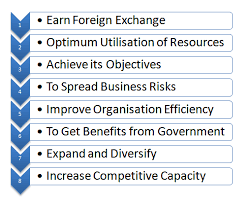 1 • Earn Foreign Exchange
2 • Optimum Utilisation of Resources
3 • Achieve its Objectives
4 • To Spread Business Risks
5 • Improve Organisation Efficiency
6 • To Get Benefits from Government
7 • Expand and Diversify
8 • Increase Competitive Capacity